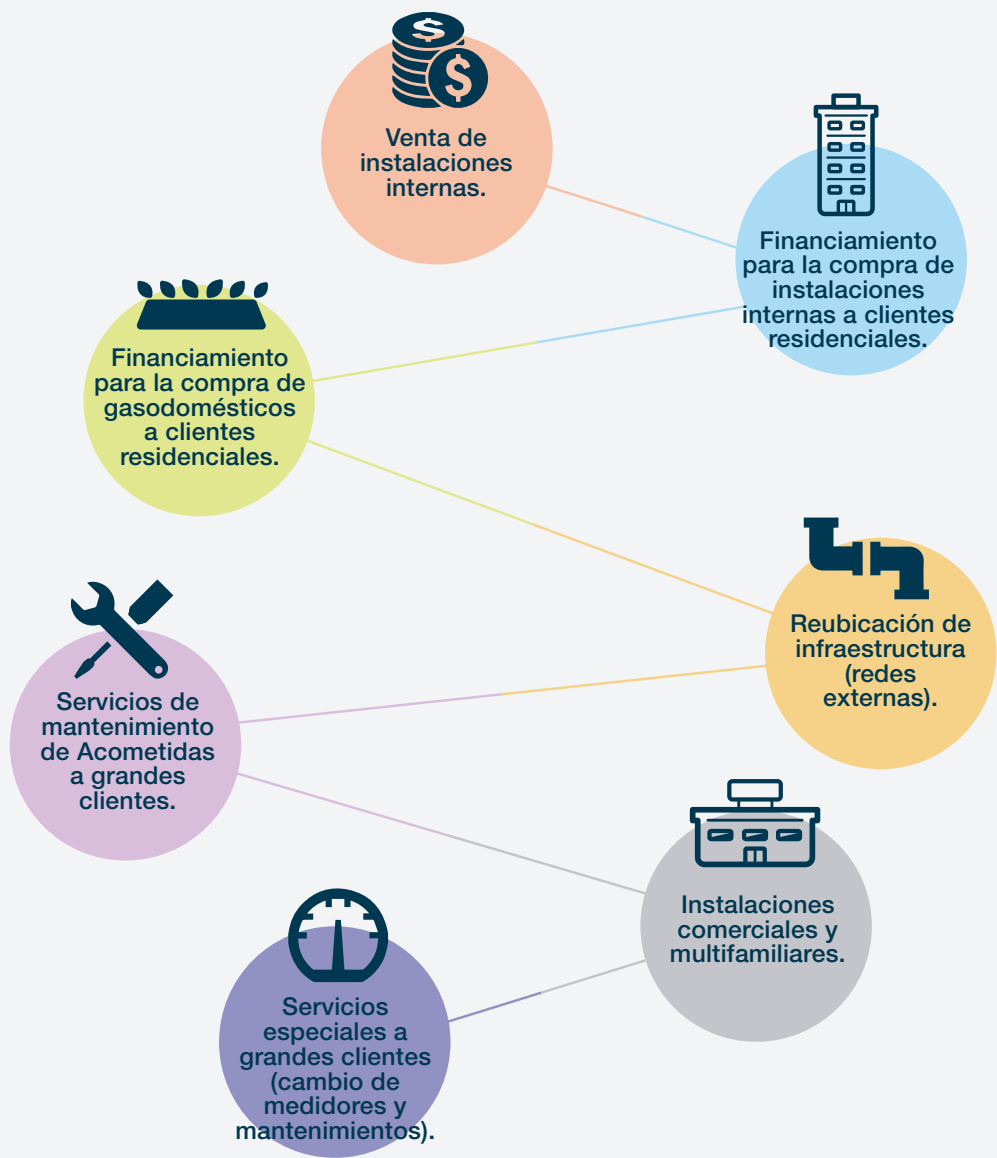 Venta de
instalaciones
internas.
Financiamiento
para la compra de
instalaciones
internas a clientes
residenciales.
Financiamiento
para la compra de
gasodomésticos
a clientes
residenciales.
Reubicación de
infraestructura
(redes
externas).
Servicios de
mantenimiento
de Acometidas
a grandes
clientes.
Instalaciones
comerciales y
multifamiliares.
Servicios
especiales a
grandes clientes
(cambio de
medidores y
mantenimientos).